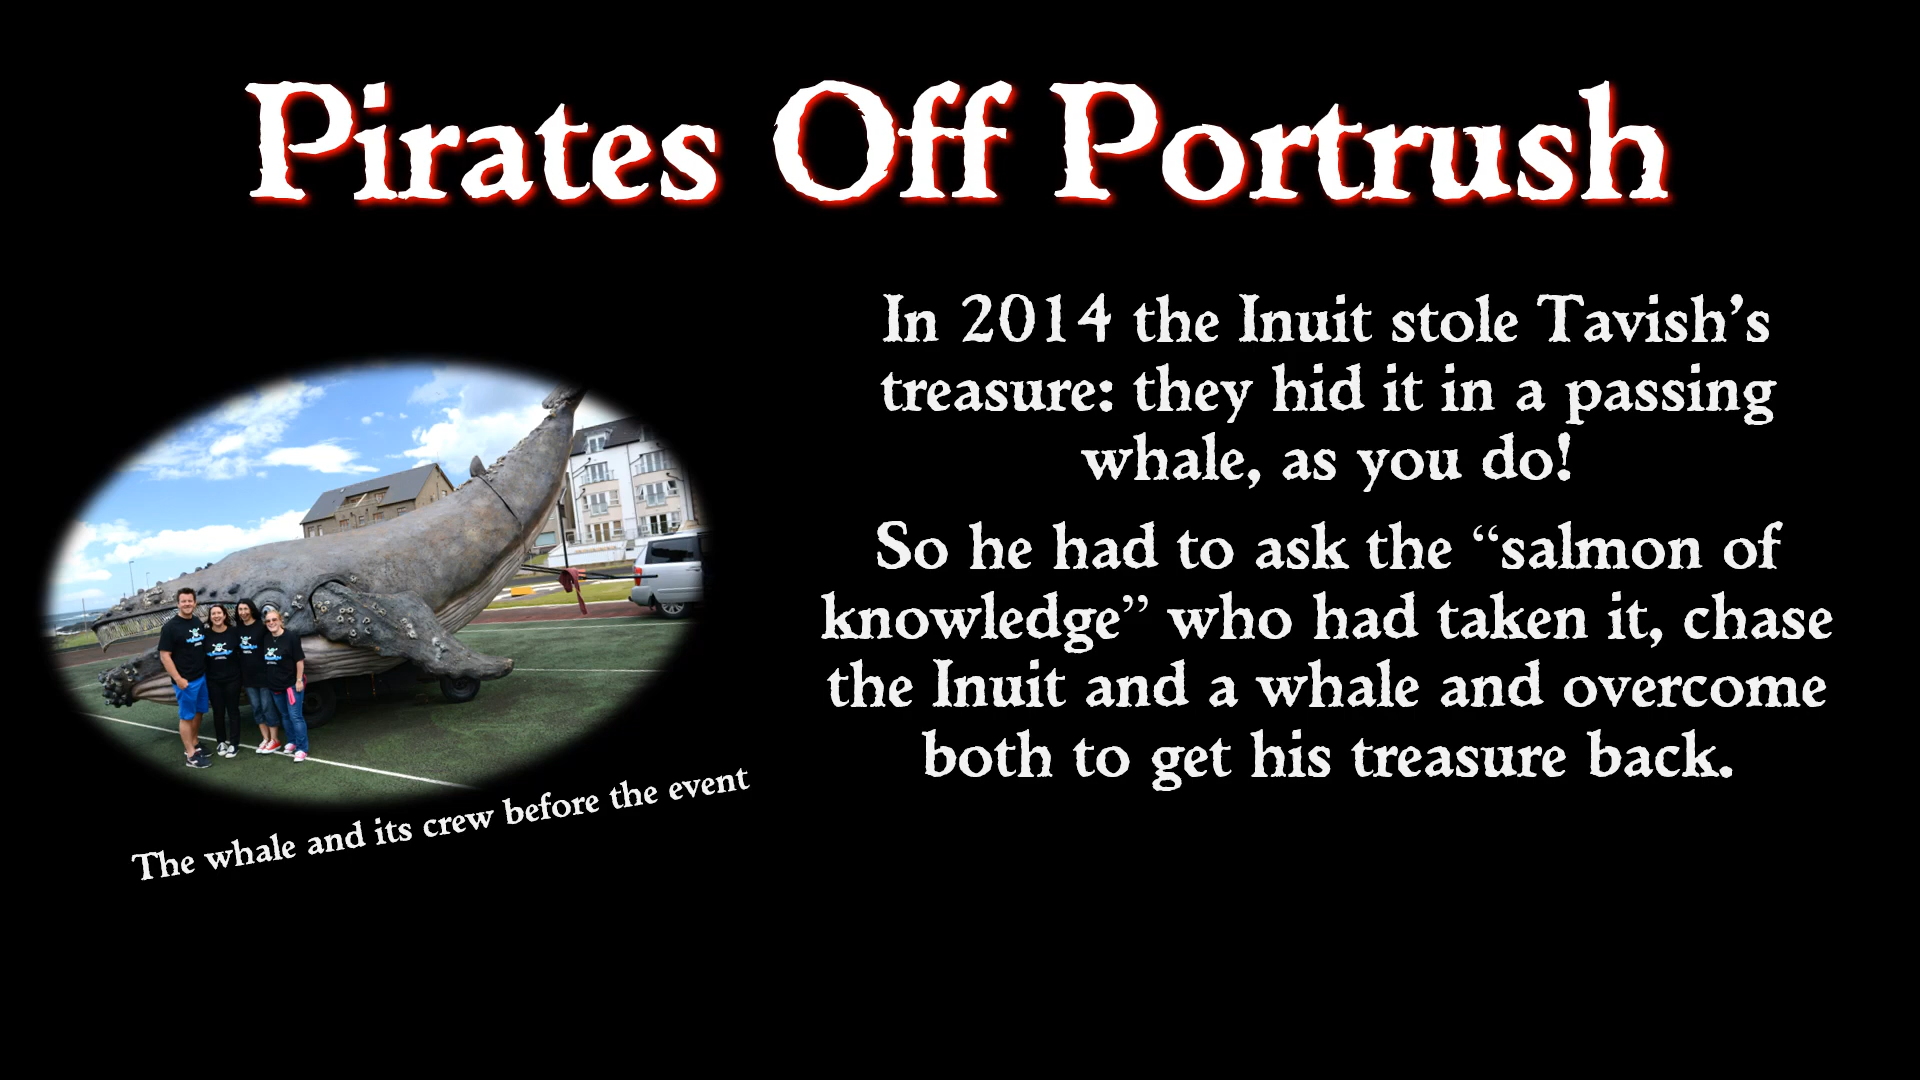 Pirates Off Portrush
In 2014 the Inuit stole Tavish’s
treasure: they hid it in a passing
whale, as you do!
So he had to ask the “salmon of
knowledge” who had taken it, chase
the Inuit and a whale and overcome
both to get his treasure back.
The whale and its crew before the event